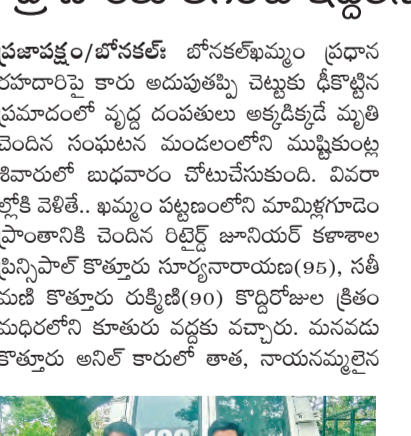 ప్రజాపక్షం/బోనకల్: బోనకల్‌ఖమ్మం ప్రధాన
రహదారిపై కారు అదుపుతప్పి చెట్టుకు ఢీకొట్టిన
ప్రమాదంలో వృద్ధ దంపతులు అక్కడిక్కడే మృతి
చెందిన సంఘటన మండలంలోని ముష్టికుంట్ల
శివారులో బుధవారం చోటుచేసుకుంది. వివరా
ల్లోకి వెళితే.. ఖమ్మం పట్టణంలోని మామిళ్లగూడెం
ప్రాంతానికి చెందిన రిటైర్డ్ జూనియర్ కళాశాల
ప్రిన్సిపాల్ కొత్తూరు సూర్యనారాయణ(95), సతీ
మణి కొత్తూరు రుక్మిణి(90) కొద్దిరోజుల క్రితం
మధిరలోని కూతురు వద్దకు వచ్చారు. మనవడు
కొత్తూరు అనిల్ కారులో తాత, నాయనమ్మలైన
108